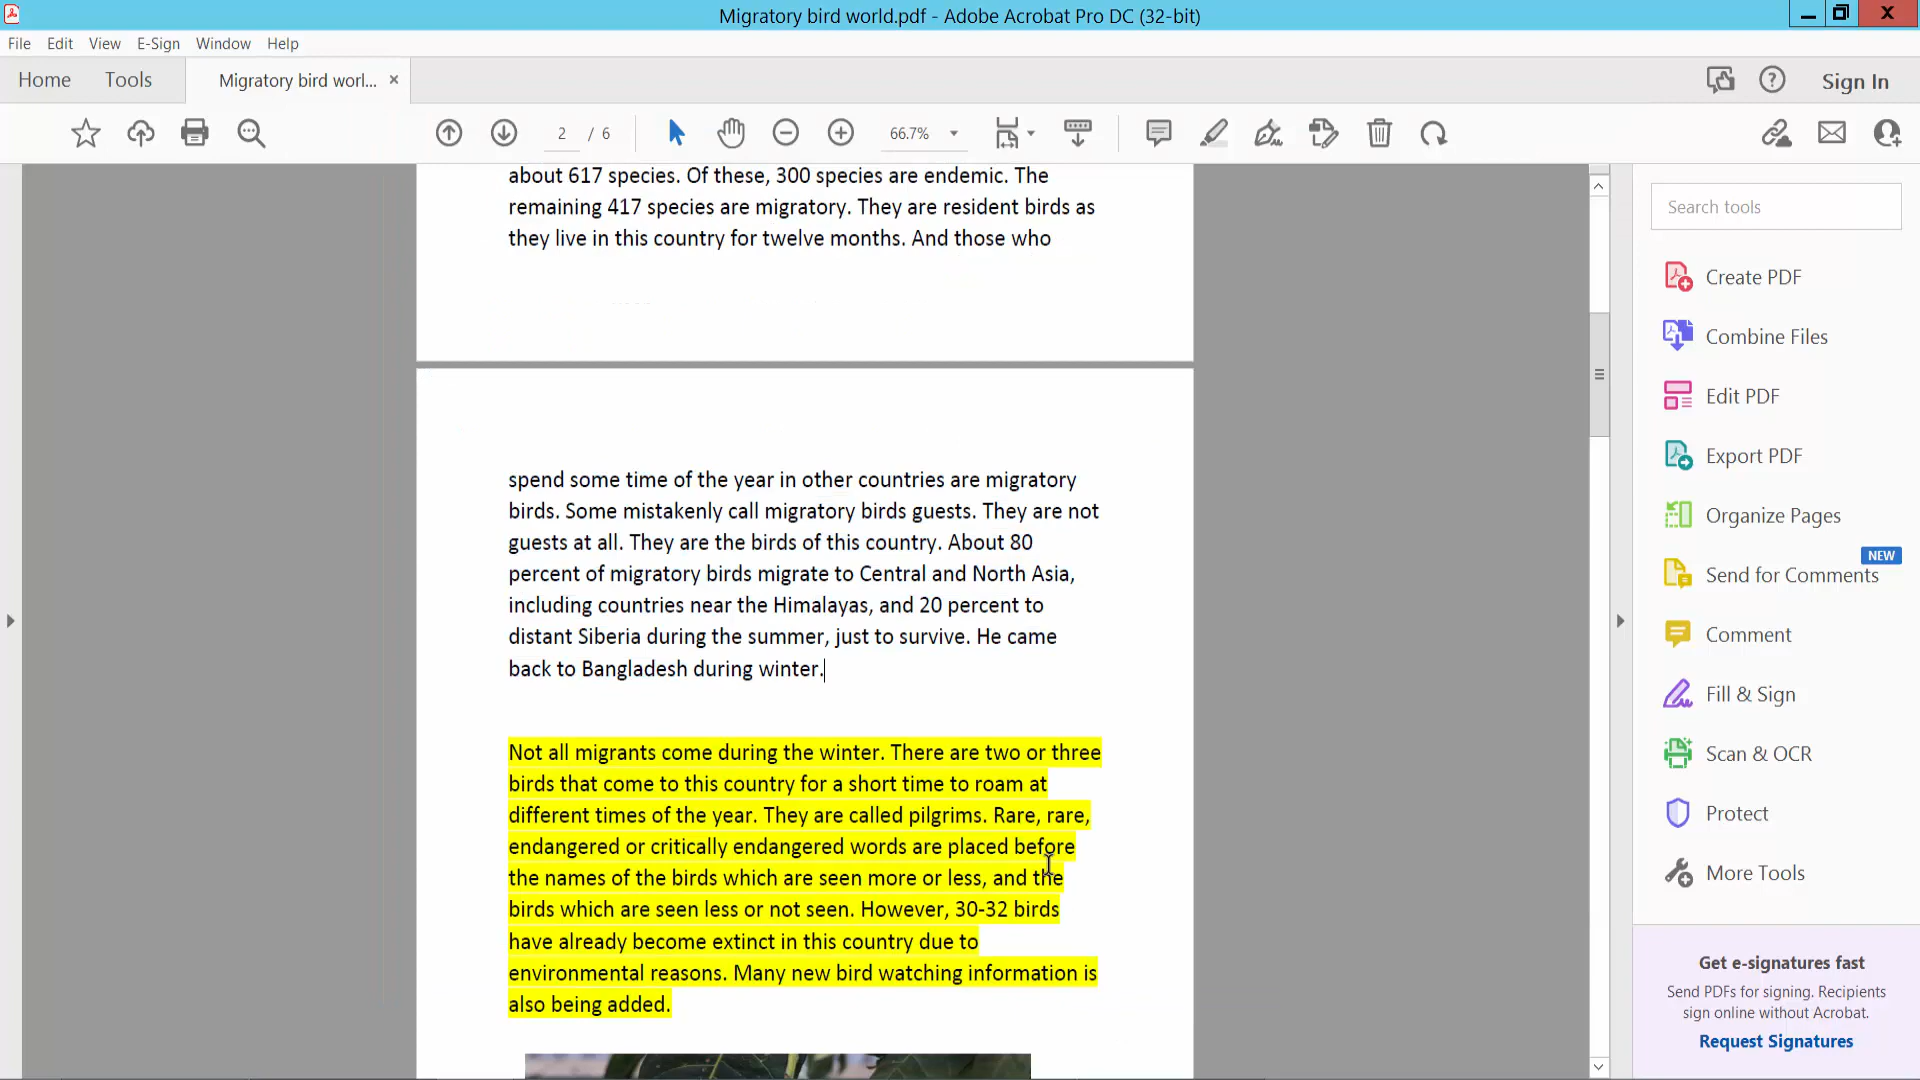 Migratory bird world.pdf - Adobe Acrobat Pro DC (32-bit)
File Edit View E-Sign Window Help
Home Tools Migratory bird worl... × Sign In
2 / 6 66.7%
about 617 species. Of these, 300 species are endemic. The
remaining 417 species are migratory. They are resident birds as
they live in this country for twelve months. And those who
spend some time of the year in other countries are migratory
birds. Some mistakenly call migratory birds guests. They are not
guests at all. They are the birds of this country. About 80
percent of migratory birds migrate to Central and North Asia,
including countries near the Himalayas, and 20 percent to
distant Siberia during the summer, just to survive. He came
back to Bangladesh during winter.
Not all migrants come during the winter. There are two or three
birds that come to this country for a short time to roam at
different times of the year. They are called pilgrims. Rare, rare,
endangered or critically endangered words are placed before
the names of the birds which are seen more or less, and the
birds which are seen less or not seen. However, 30-32 birds
have already become extinct in this country due to
environmental reasons. Many new bird watching information is
also being added.
Search tools
Create PDF
Combine Files
Edit PDF
Export PDF
Organize Pages
NEW
Send for Comments
Comment
Fill & Sign
Scan & OCR
Protect
More Tools
Get e-signatures fast
Send PDFs for signing. Recipients
sign online without Acrobat.
Request Signatures